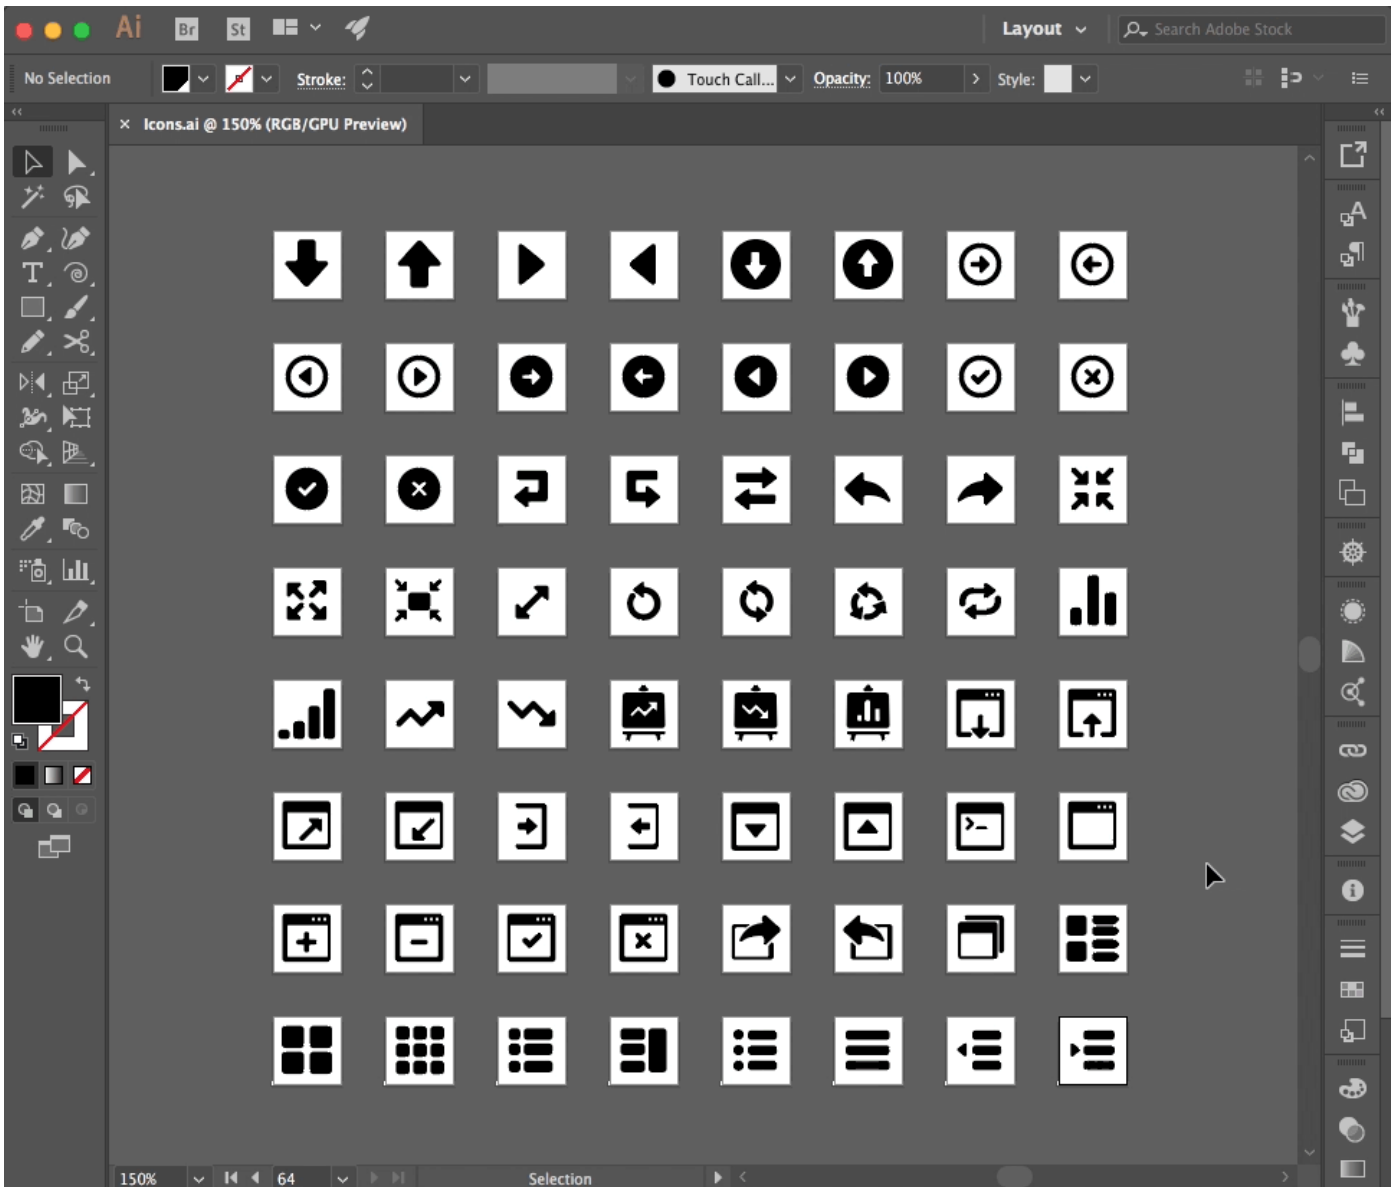 Ai Br St Layout Search Adobe Stock
No Selection Stroke: Touch Call... Opacity: 100% Style:
× Icons.ai @ 150% (RGB/GPU Preview)
150% 64 Selection